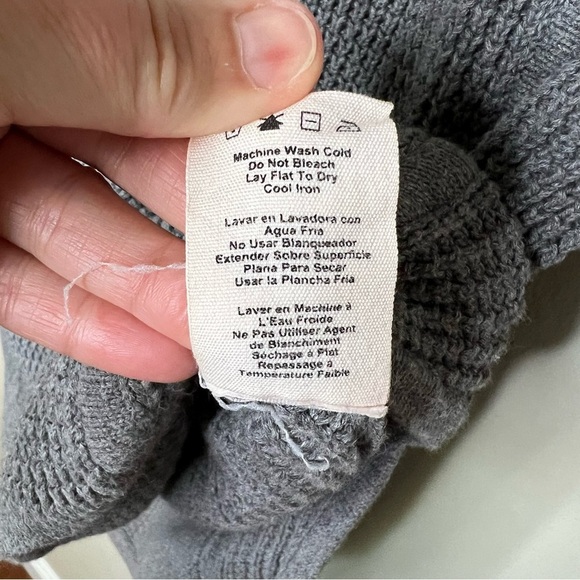 Machine Wash Cold
Do Not Bleach
Lay Flat To Dry
Cool Iron
Lavar en Lavadora con
Agua Fria
No Usar Blanqueador
Extender Sobre Superficie
Plana Para Secar
Usar la Plancha Fria
Laver en Machine à
L'Eau Froide
Ne Pas Utiliser Agent
de Blanchiment
Séchage à Plat
Repassage à
Température Faible